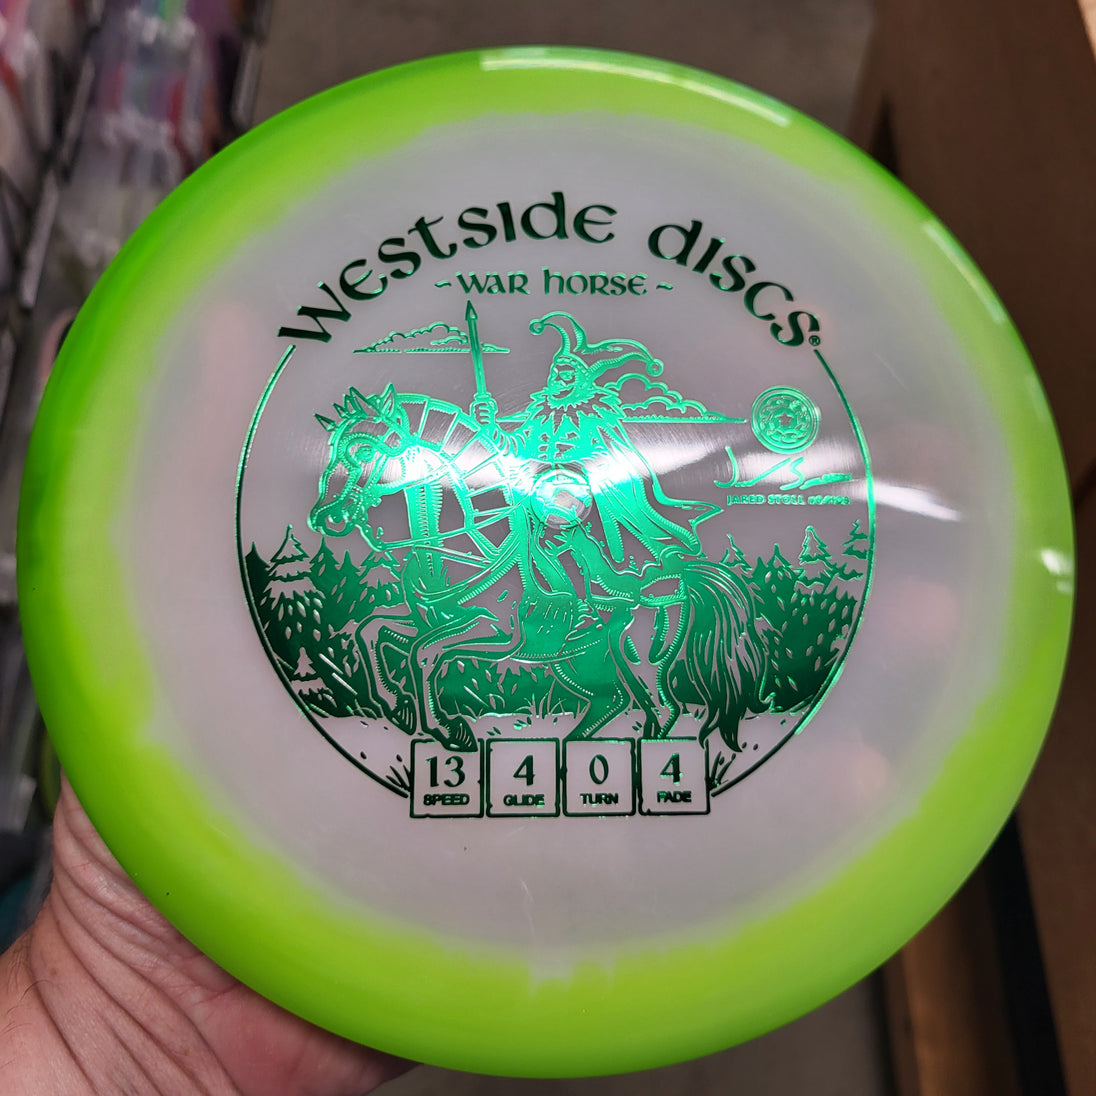 westside discs®
~WAR HORSE~
JARED STOLL
13 4 0 4
SPEED GLIDE TURN FADE